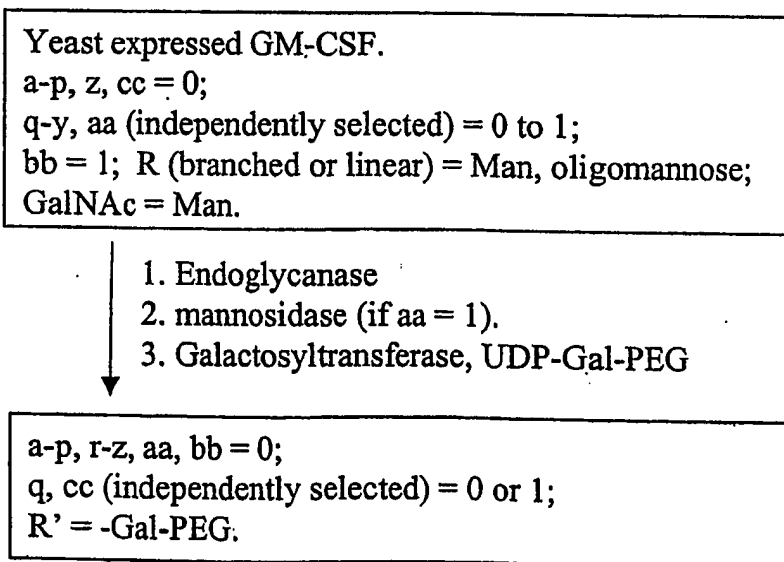 Yeast expressed GM-CSF.
a-p, z, cc = 0;
q-y, aa (independently selected) = 0 to 1;
bb = 1; R (branched or linear) = Man, oligomannose;
GalNAc = Man.
1. Endoglycanase
2. mannosidase (if aa = 1).
3. Galactosyltransferase, UDP-Gal-PEG
a-p, r-z, aa, bb = 0;
q, cc (independently selected) = 0 or 1;
R' = -Gal-PEG.